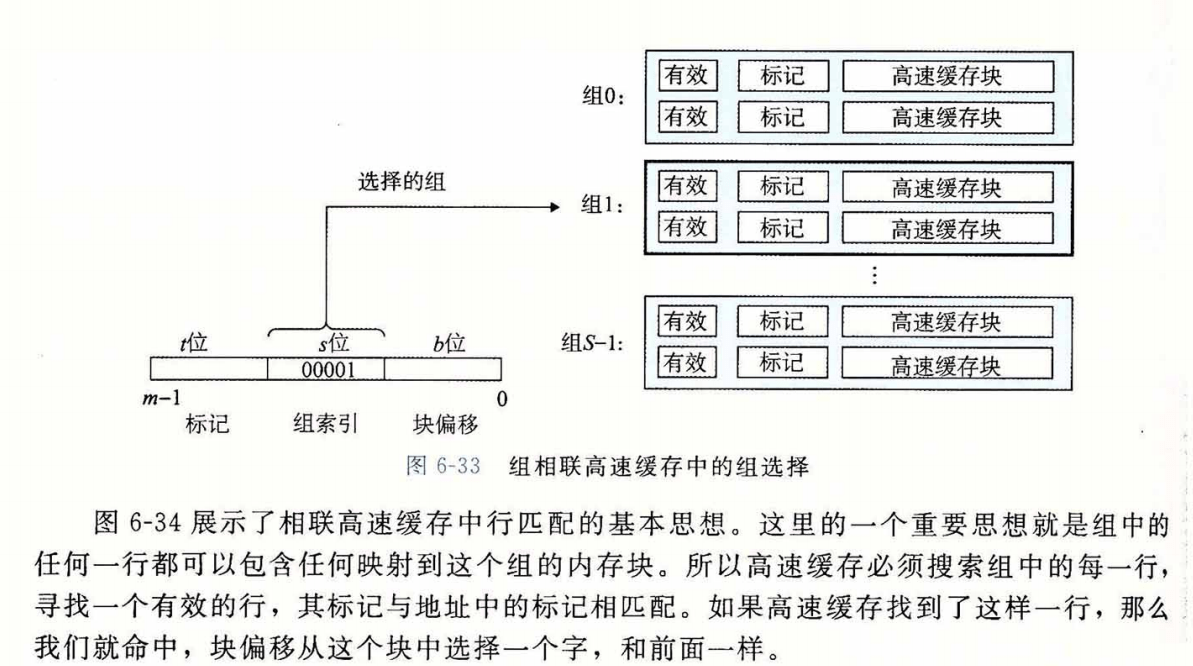 组0:
有效 标记 高速缓存块
有效 标记 高速缓存块
选择的组
组1:
有效 标记 高速缓存块
有效 标记 高速缓存块
⋮
t位 s位 b位
00001
m-1 0
标记 组索引 块偏移
组S-1:
有效 标记 高速缓存块
有效 标记 高速缓存块
图 6-33 组相联高速缓存中的组选择
图 6-34 展示了相联高速缓存中行匹配的基本思想。这里的一个重要思想就是组中的
任何一行都可以包含任何映射到这个组的内存块。所以高速缓存必须搜索组中的每一行，
寻找一个有效的行，其标记与地址中的标记相匹配。如果高速缓存找到了这样一行，那么
我们就命中，块偏移从这个块中选择一个字，和前面一样。